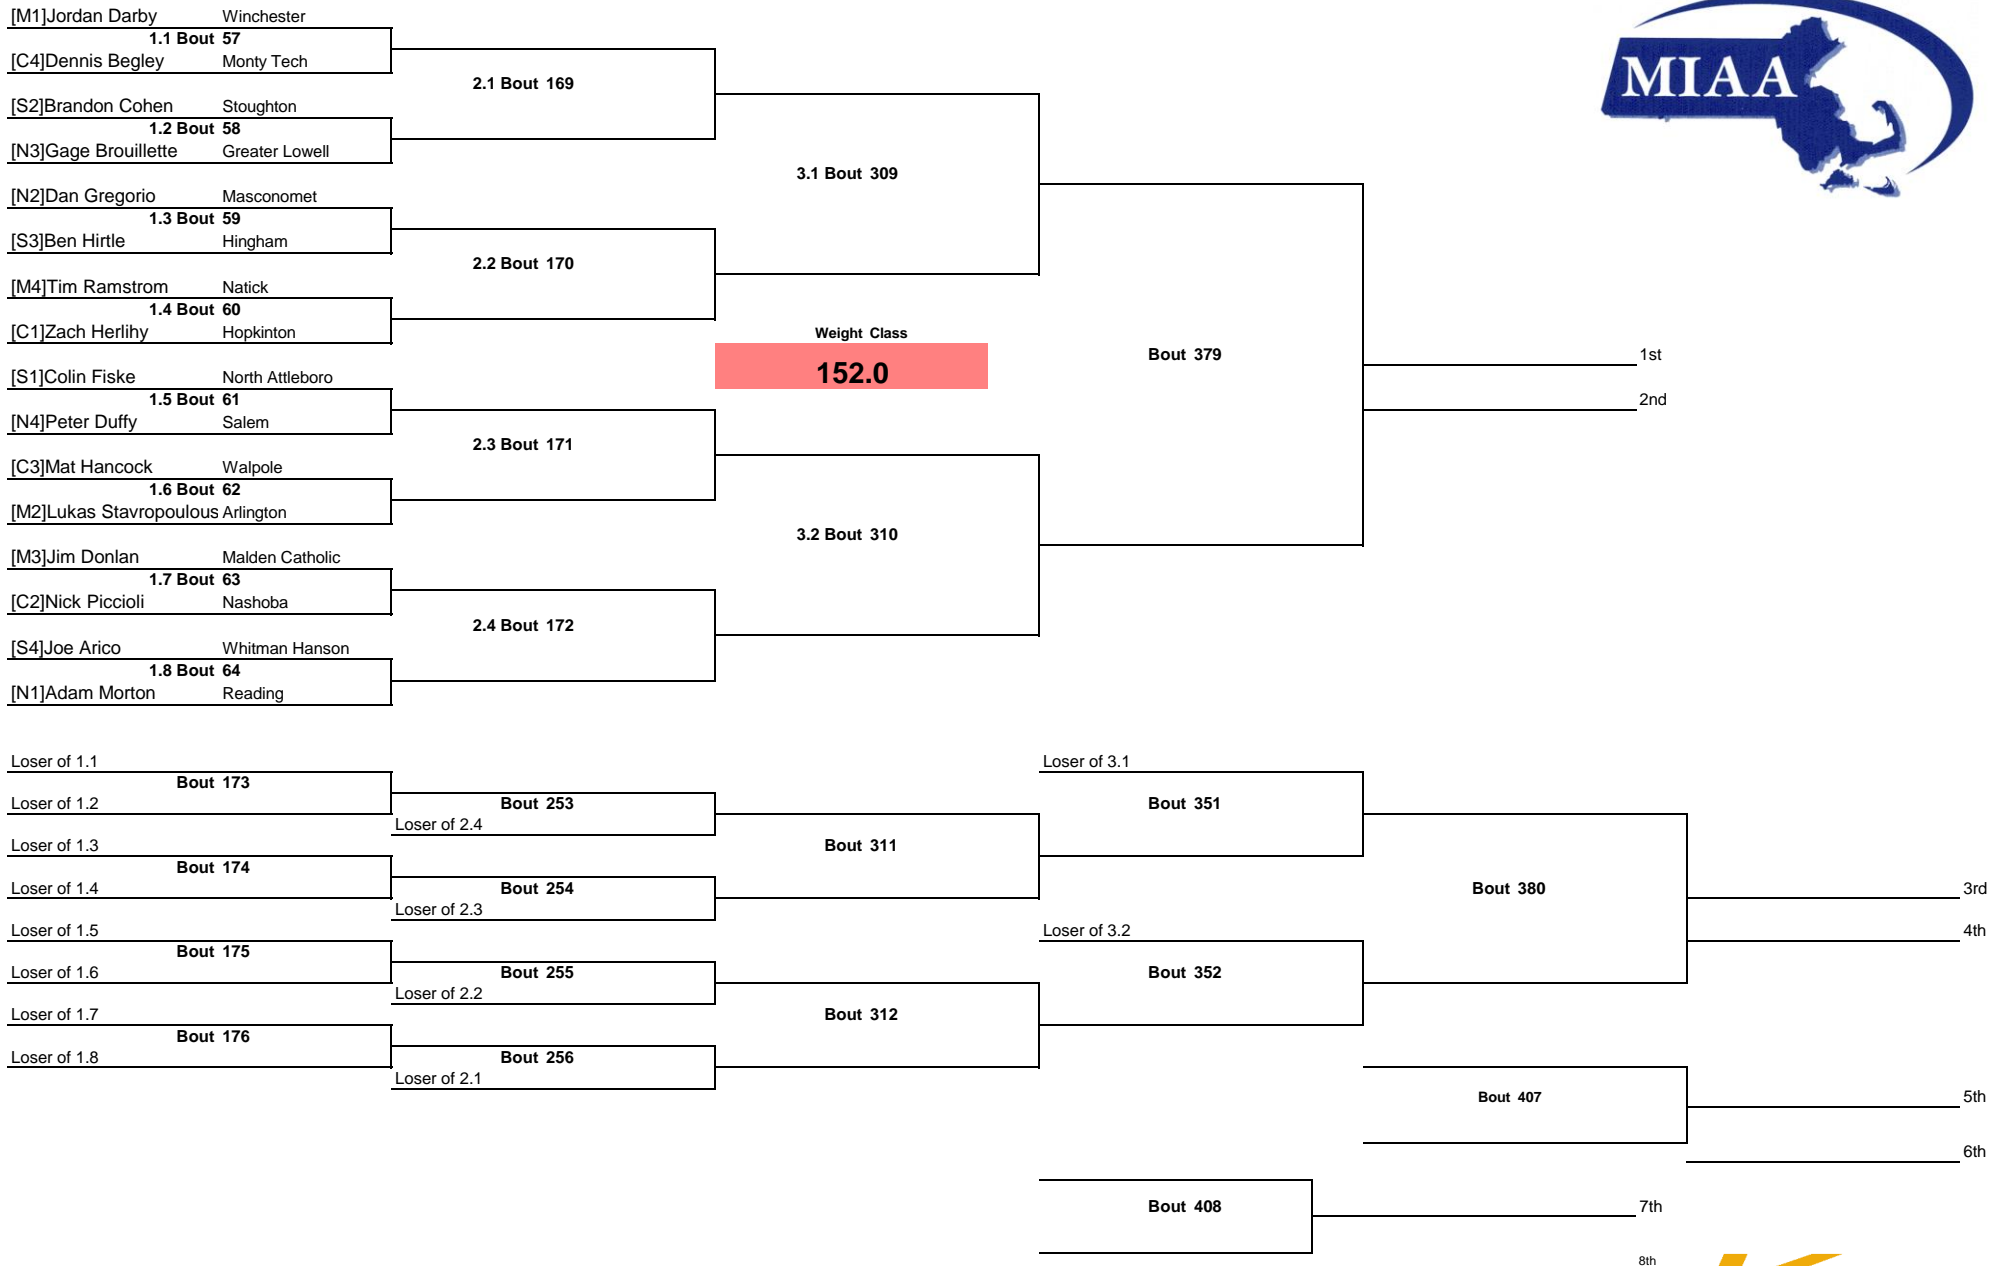 [M1]Jordan Darby Winchester
1.1 Bout 57
[C4]Dennis Begley Monty Tech
2.1 Bout 169
[S2]Brandon Cohen Stoughton
1.2 Bout 58
[N3]Gage Brouillette Greater Lowell
MIAA
3.1 Bout 309
[N2]Dan Gregorio Masconomet
1.3 Bout 59
[S3]Ben Hirtle Hingham
2.2 Bout 170
[M4]Tim Ramstrom Natick
1.4 Bout 60
[C1]Zach Herlihy Hopkinton
Weight Class
152.0
Bout 379
1st
2nd
[S1]Colin Fiske North Attleboro
1.5 Bout 61
[N4]Peter Duffy Salem
2.3 Bout 171
[C3]Mat Hancock Walpole
1.6 Bout 62
[M2]Lukas Stavropoulous Arlington
3.2 Bout 310
[M3]Jim Donlan Malden Catholic
1.7 Bout 63
[C2]Nick Piccioli Nashoba
2.4 Bout 172
[S4]Joe Arico Whitman Hanson
1.8 Bout 64
[N1]Adam Morton Reading
Loser of 1.1
Bout 173
Loser of 1.2
Bout 253
Loser of 2.4
Loser of 3.1
Bout 351
Loser of 1.3
Bout 174
Loser of 1.4
Bout 311
Bout 254
Loser of 2.3
Bout 380
3rd
4th
Loser of 1.5
Bout 175
Loser of 1.6
Loser of 3.2
Bout 255
Loser of 2.2
Bout 352
Loser of 1.7
Bout 176
Loser of 1.8
Bout 312
Bout 256
Loser of 2.1
Bout 407
5th
6th
Bout 408
7th
8th